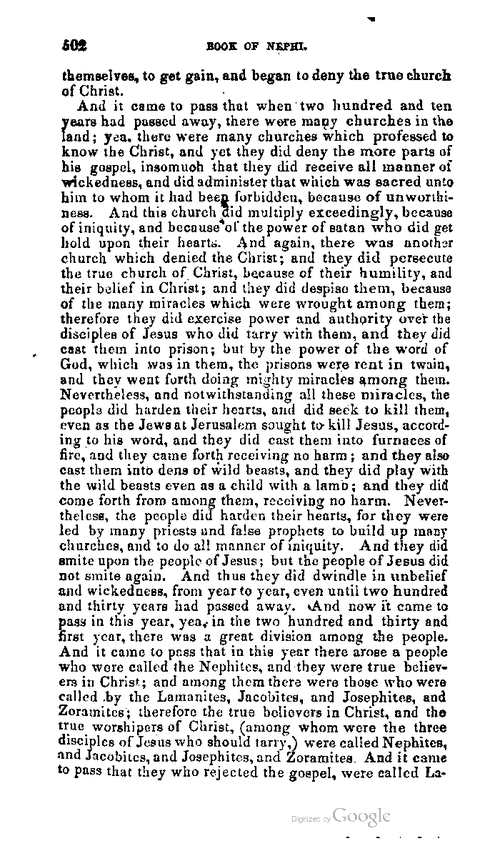 502 BOOK OF NEPHI.
themselves, to get gain, and began to deny the true church
of Christ.
And it came to pass that when two hundred and ten
years had passed away, there were many churches in the
land; yea, there were many churches which professed to
know the Christ, and yet they did deny the more parts of
his gospel, insomuch that they did receive all manner of
wickedness, and did administer that which was sacred unto
him to whom it had been forbidden, because of unworthi-
ness. And this church did multiply exceedingly, because
of iniquity, and because of the power of satan who did get
hold upon their hearts. And again, there was another
church which denied the Christ; and they did persecute
the true church of Christ, because of their humility, and
their belief in Christ; and they did despise them, because
of the many miracles which were wrought among them;
therefore they did exercise power and authority over the
disciples of Jesus who did tarry with them, and they did
cast them into prison; but by the power of the word of
God, which was in them, the prisons were rent in twain,
and they went forth doing mighty miracles among them.
Nevertheless, and notwithstanding all these miracles, the
people did harden their hearts, and did seek to kill them,
even as the Jews at Jerusalem sought to kill Jesus, accord-
ing to his word, and they did cast them into furnaces of
fire, and they came forth receiving no harm; and they also
cast them into dens of wild beasts, and they did play with
the wild beasts even as a child with a lamb; and they did
come forth from among them, receiving no harm. Never-
theless, the people did harden their hearts, for they were
led by many priests and false prophets to build up many
churches, and to do all manner of iniquity. And they did
smite upon the people of Jesus; but the people of Jesus did
not smite again. And thus they did dwindle in unbelief
and wickedness, from year to year, even until two hundred
and thirty years had passed away. And now it came to
pass in this year, yea, in the two hundred and thirty and
first year, there was a great division among the people.
And it came to pass that in this year there arose a people
who were called the Nephites, and they were true believ-
ers in Christ; and among them there were those who were
called by the Lamanites, Jacobites, and Josephites, and
Zoramites; therefore the true believers in Christ, and the
true worshipers of Christ, (among whom were the three
disciples of Jesus who should tarry,) were called Nephites,
and Jacobites, and Josephites, and Zoramites. And it came
to pass that they who rejected the gospel, were called La-
Digitized by Google